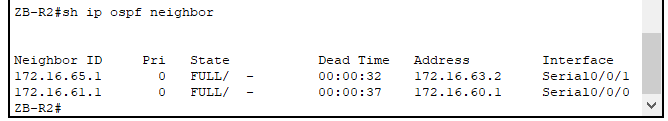 ZB-R2#sh ip ospf neighbor
Neighbor ID     Pri   State           Dead Time   Address         Interface
172.16.65.1       0   FULL/  -        00:00:32    172.16.63.2     Serial0/0/1
172.16.61.1       0   FULL/  -        00:00:37    172.16.60.1     Serial0/0/0
ZB-R2#